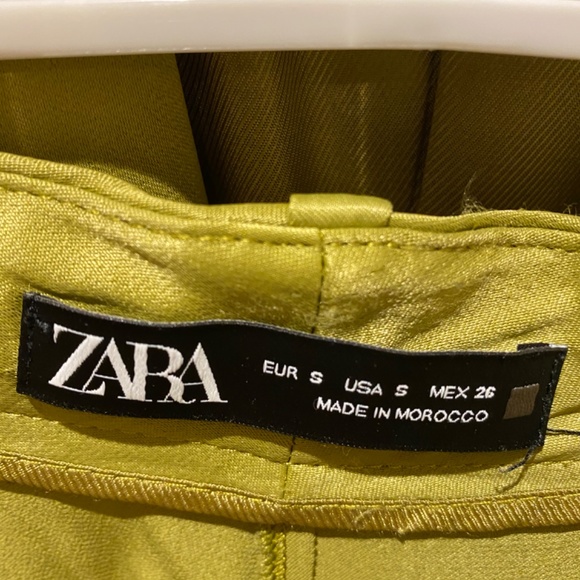 ZARA
EUR S USA S MEX 26
MADE IN MOROCCO